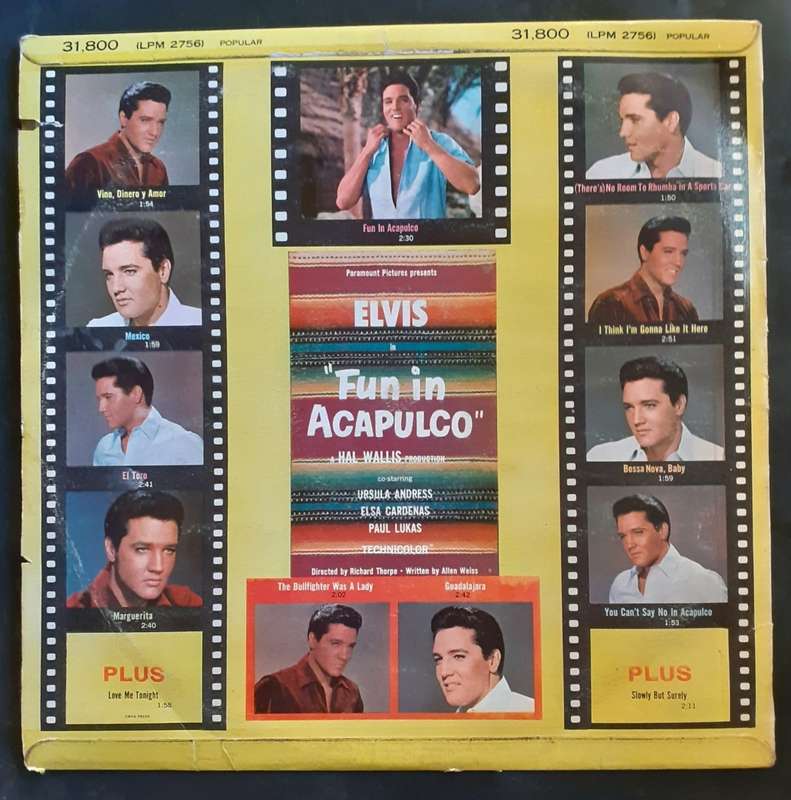 31,800 (LPM 2756) POPULAR
31,800 (LPM 2756) POPULAR
Vino, Dinero y Amor
1:54
Mexico
1:59
El Toro
2:41
Marguerita
2:40
PLUS
Love Me Tonight
1:58
Fun In Acapulco
2:30
Paramount Pictures presents
ELVIS
in
"Fun in
ACAPULCO"
A HAL WALLIS PRODUCTION
co-starring
URSULA ANDRESS
ELSA CARDENAS
PAUL LUKAS
TECHNICOLOR®
Directed by Richard Thorpe • Written by Allen Weiss
The Bullfighter Was A Lady
2:02
Guadalajara
2:42
(There's) No Room To Rhumba in A Sports Car
1:50
I Think I'm Gonna Like It Here
2:51
Bossa Nova, Baby
1:59
You Can't Say No In Acapulco
1:53
PLUS
Slowly But Surely
2:11